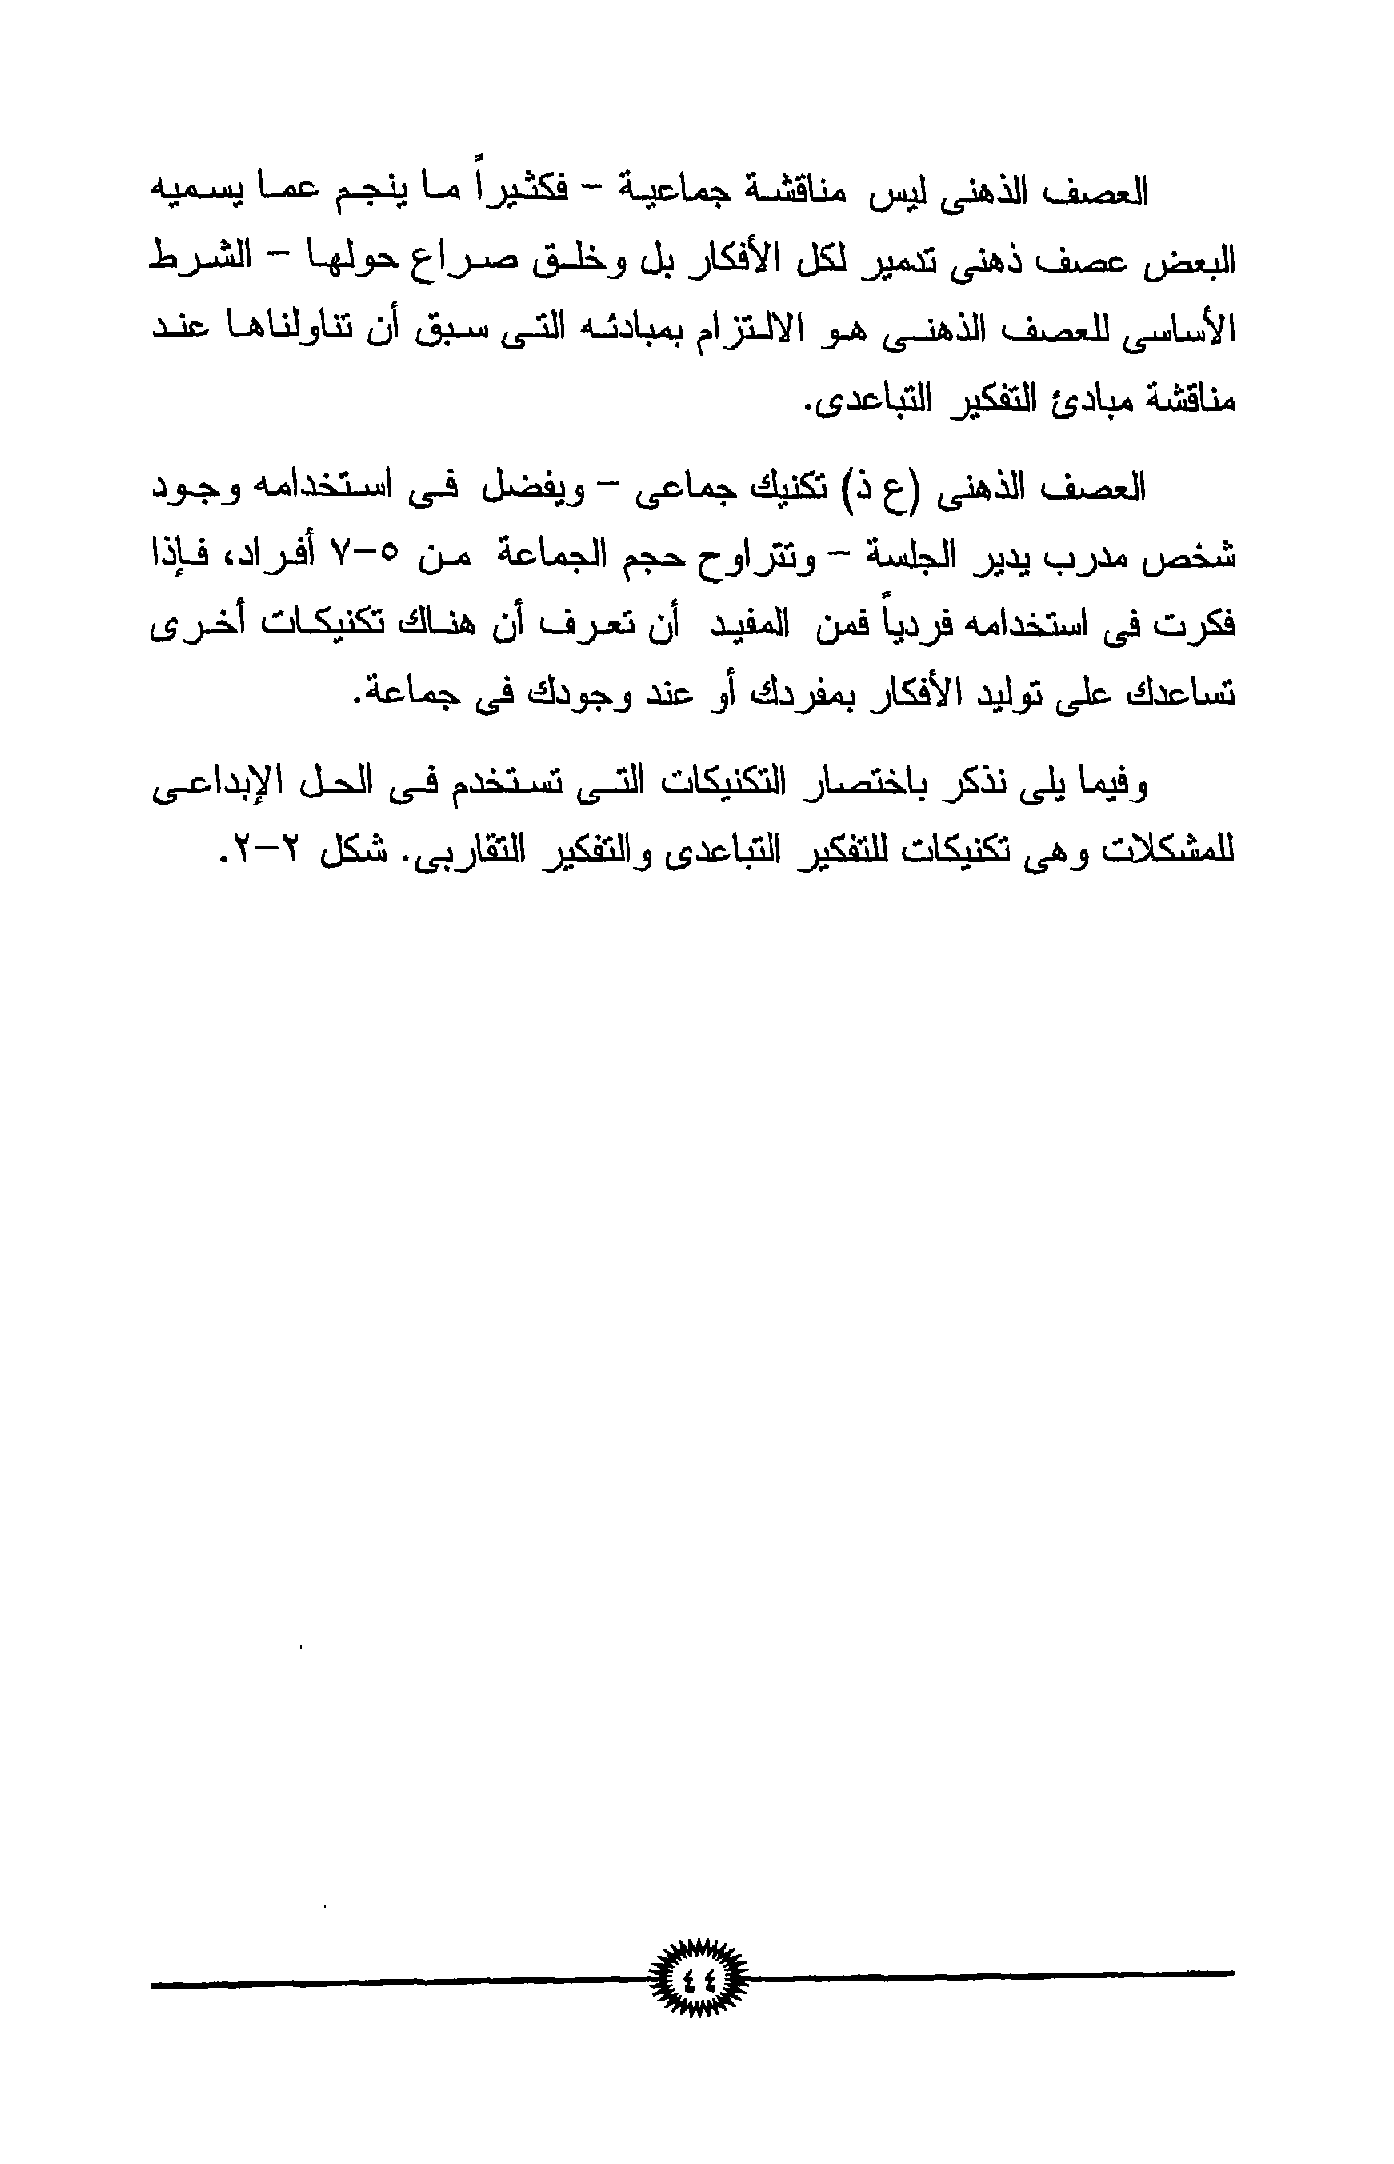 العصف الذهنى ليس مناقشة جماعية – فكثيراً ما ينجم عما يسميه
البعض عصف ذهني تدمير لكل الأفكار بل وخلق صراع حولها – الشرط
الأساسى للعصف الذهنى هو الالتزام بمبادئه التى سبق أن تناولناها عند
مناقشة مبادئ التفكير التباعدى.
العصف الذهنى (ع ذ) تكنيك جماعى – ويفضل فى استخدامه وجود
شخص مدرب يدير الجلسة – وتتراوح حجم الجماعة من ٥–٧ أفراد، فإذا
فكرت فى استخدامه فردياً فمن المفيد أن تعرف أن هناك تكنيكات أخرى
تساعدك على توليد الأفكار بمفردك أو عند وجودك فى جماعة.
وفيما يلى نذكر باختصار التكنيكات التى تستخدم فى الحل الإبداعى
للمشكلات وهى تكنيكات للتفكير التباعدى والتفكير التقاربى. شكل ٢–٢.
٤٤